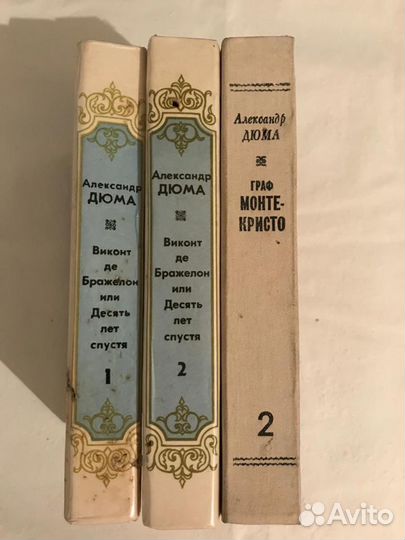 Александр
ДЮМА
Виконт
де
Бражелон
или
Десять
лет
спустя
1
Александр
ДЮМА
Виконт
де
Бражелон
или
Десять
лет
спустя
2
Александр
ДЮМА
ГРАФ
МОНТЕ-
КРИСТО
2
Avito